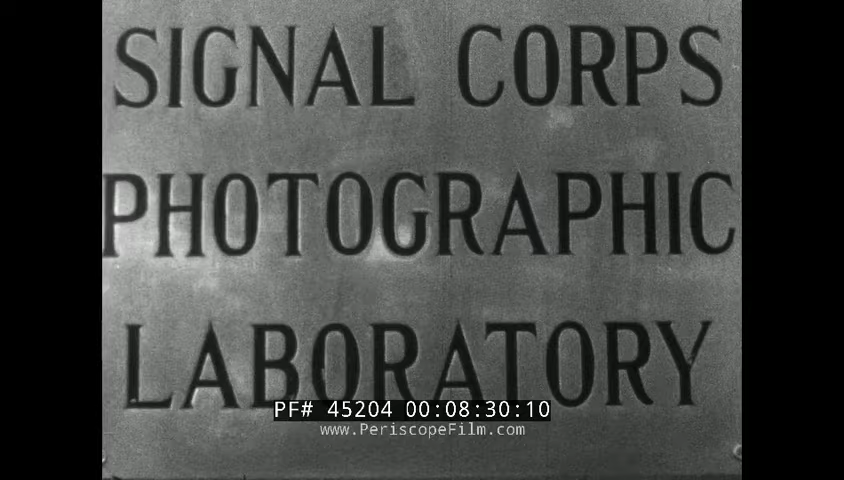 SIGNAL CORPS
PHOTOGRAPHIC
LABORATORY
PF# 45204 00:08:30:10
www.PeriscopeFilm.com